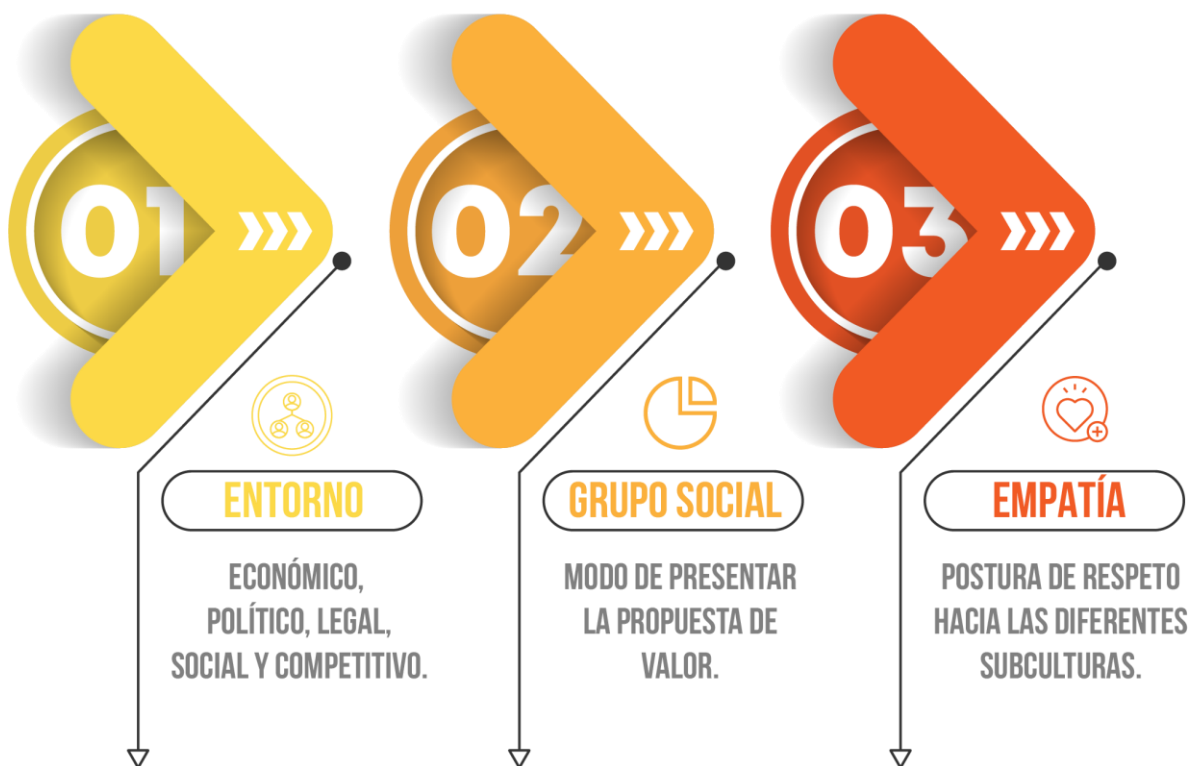 01
02
03
ENTORNO
ECONÓMICO,
POLÍTICO, LEGAL,
SOCIAL Y COMPETITIVO.
GRUPO SOCIAL
MODO DE PRESENTAR
LA PROPUESTA DE
VALOR.
EMPATÍA
POSTURA DE RESPETO
HACIA LAS DIFERENTES
SUBCULTURAS.